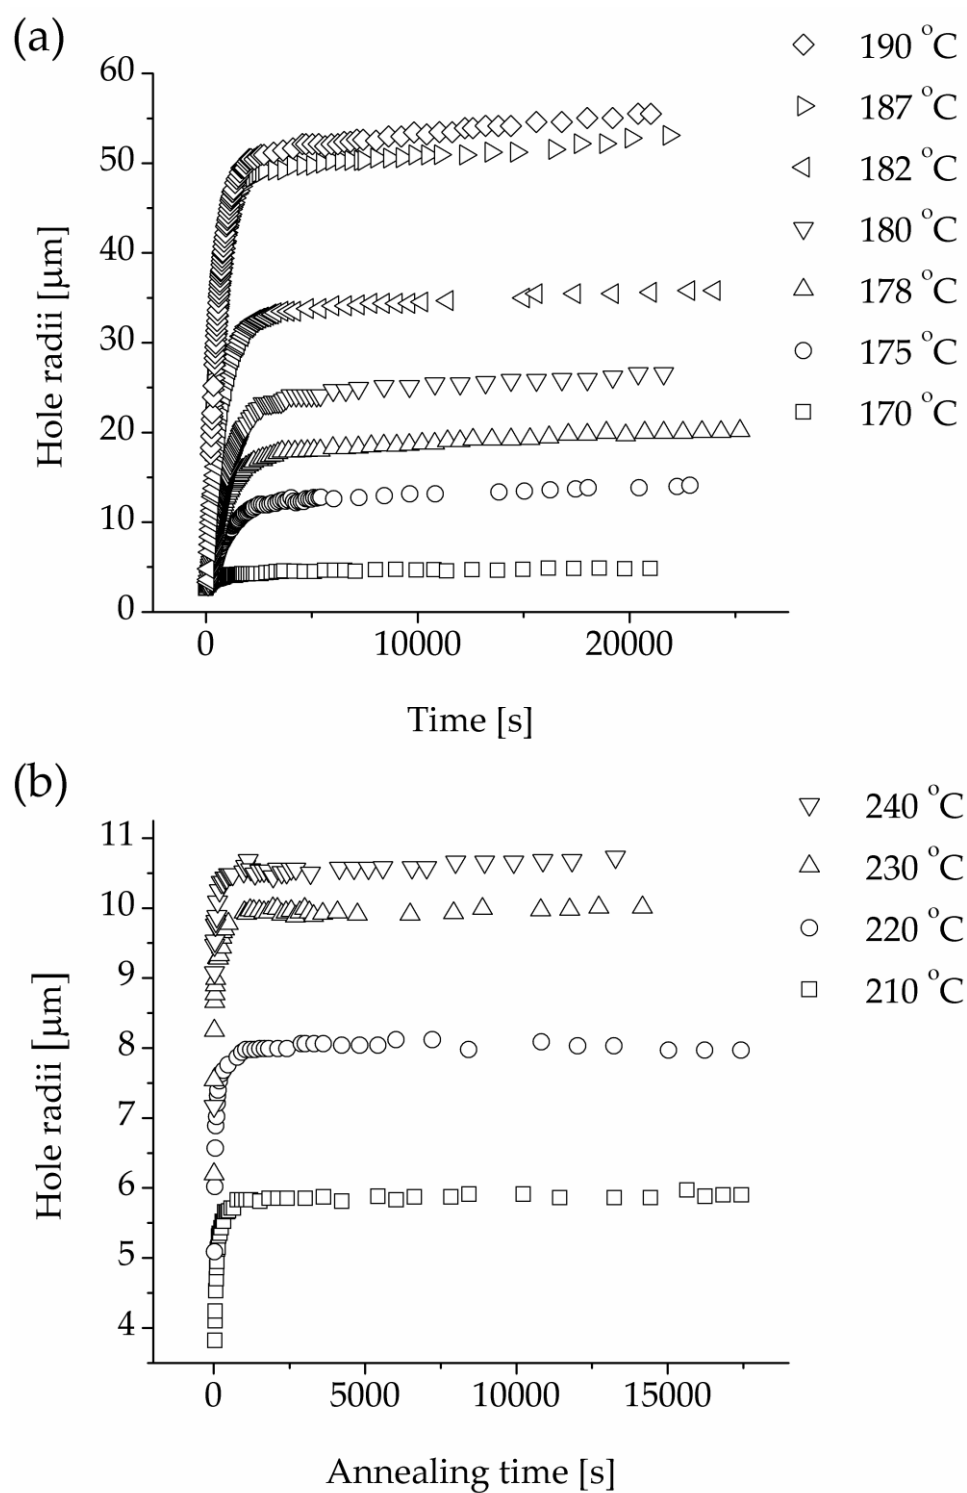 (a)
190 °C
187 °C
182 °C
180 °C
178 °C
175 °C
170 °C
60
50
40
30
20
10
0
Hole radii [µm]
0 10000 20000
Time [s]
(b)
240 °C
230 °C
220 °C
210 °C
11
10
9
8
7
6
5
4
Hole radii [µm]
0 5000 10000 15000
Annealing time [s]